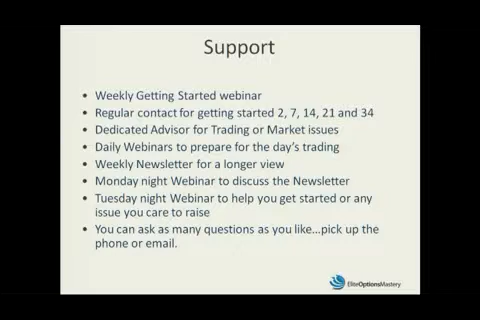 Support
• Weekly Getting Started webinar
• Regular contact for getting started 2, 7, 14, 21 and 34
• Dedicated Advisor for Trading or Market issues
• Daily Webinars to prepare for the day's trading
• Weekly Newsletter for a longer view
• Monday night Webinar to discuss the Newsletter
• Tuesday night Webinar to help you get started or any
issue you care to raise
• You can ask as many questions as you like...pick up the
phone or email.
EliteOptionsMastery